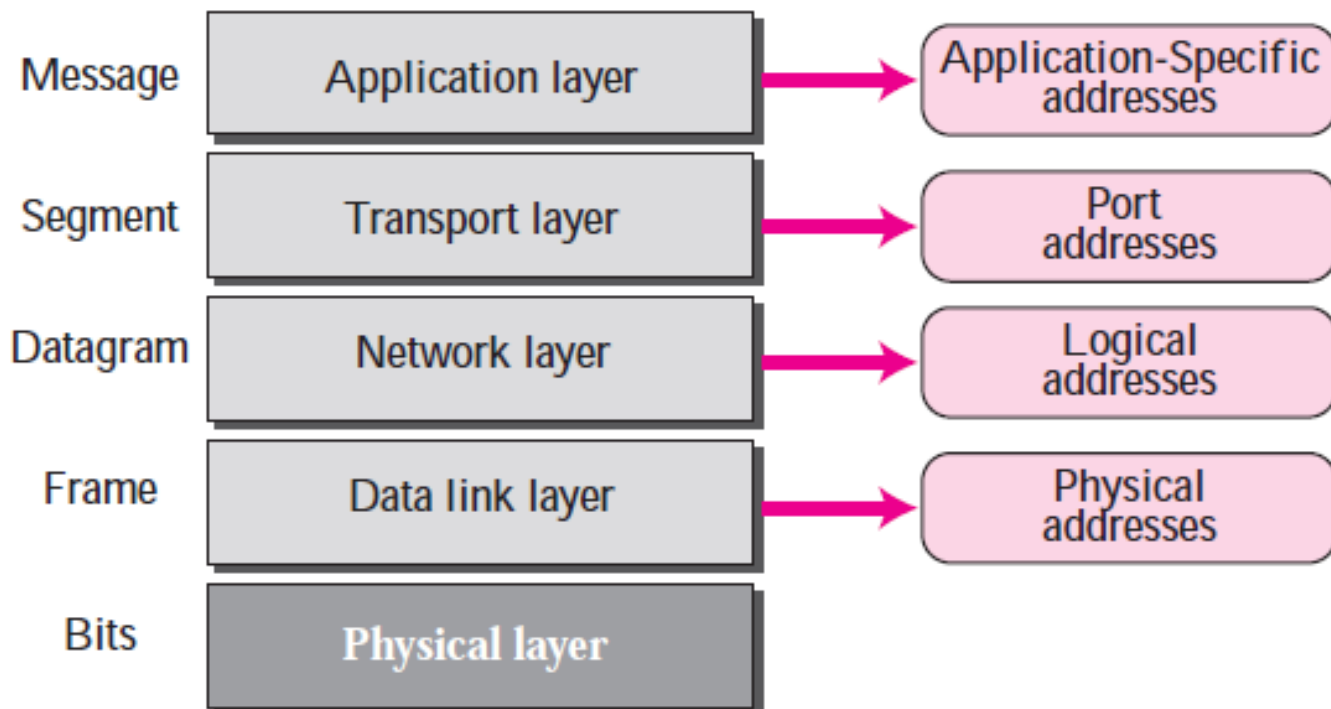 Message
Application layer
Application-Specific
addresses
Segment
Transport layer
Port
addresses
Datagram
Network layer
Logical
addresses
Frame
Data link layer
Physical
addresses
Bits
Physical layer